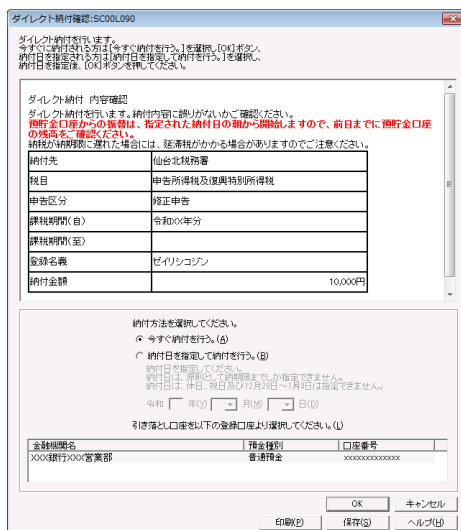 ダイレクト納付確認:SC00L090
ダイレクト納付を行います。
今すぐに納付される方は[今すぐ納付を行う。]を選択し[OK]ボタン、
納付日を指定される方は[納付日を指定して納付を行う。]を選択し、
納付日を指定後、[OK]ボタンを押してください。
ダイレクト納付 内容確認
ダイレクト納付を行います。納付内容に誤りがないかご確認ください。
預貯金口座からの振替は、指定された納付日の朝から開始しますので、前日までに預貯金口座
の残高をご確認ください。
納税が納期限に遅れた場合には、延滞税がかかる場合がありますのでご注意ください。
納付先 仙台北税務署
税目 申告所得税及復興特別所得税
申告区分 修正申告
課税期間(自) 令和XX年分
課税期間(至)
登録名義 ゼイリシコジン
納付金額 10,000円
納付方法を選択してください。
今すぐ納付を行う。(A)
納付日を指定して納付を行う。(B)
納付日を指定してください。
納付日は、原則として納期限までしか指定できません。
納付日は、休日、祝日及び12月29日～1月3日は指定できません。
令和 年(Y) 月(M) 日(D)
引き落とし口座を以下の登録口座より選択してください。(L)
金融機関名 預金種別 口座番号
XXX銀行XXX営業部 普通預金 xxxxxxxxxxxxx
OK キャンセル
印刷(P) 保存(S) ヘルプ(H)